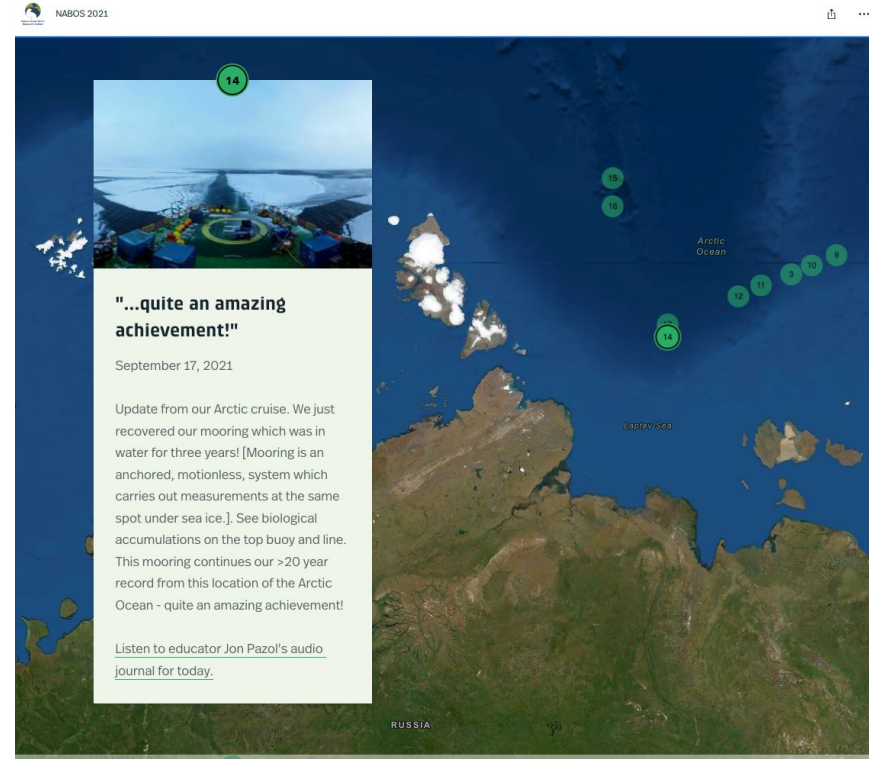 NABOS 2021
14
"...quite an amazing
achievement!"
September 17, 2021
Update from our Arctic cruise. We just
recovered our mooring which was in
water for three years! [Mooring is an
anchored, motionless, system which
carries out measurements at the same
spot under sea ice.]. See biological
accumulations on the top buoy and line.
This mooring continues our >20 year
record from this location of the Arctic
Ocean - quite an amazing achievement!
Listen to educator Jon Pazol's audio
journal for today.
15
16
Arctic
Ocean
9
10
3
11
12
14
Laptev Sea
RUSSIA